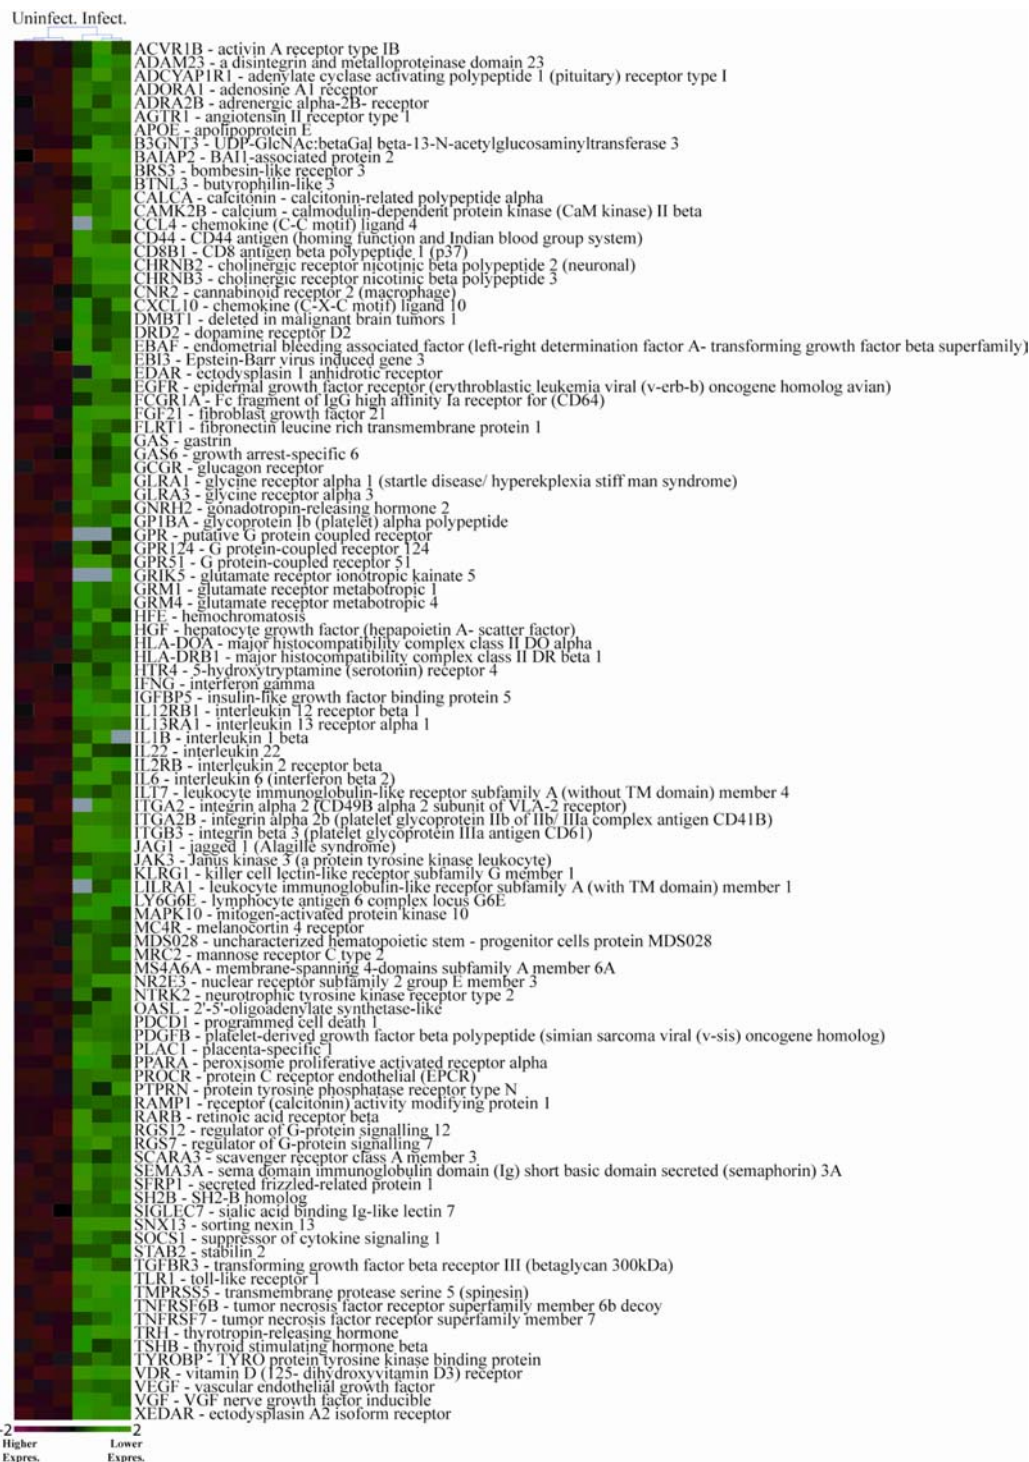 Uninfect. Infect.
ACVR1B - activin A receptor type IB
ADAM23 - a disintegrin and metalloproteinase domain 23
ADCYAP1R1 - adenylate cyclase activating polypeptide 1 (pituitary) receptor type I
ADORA1 - adenosine A1 receptor
ADRA2B - adrenergic alpha-2B- receptor
AGTR1 - angiotensin II receptor type 1
APOE - apolipoprotein E
B3GNT3 - UDP-GlcNAc:betaGal beta-13-N-acetylglucosaminyltransferase 3
BAIAP2 - BAI1-associated protein 2
BRS3 - bombesin-like receptor 3
BTNL3 - butyrophilin-like 3
CALCA - calcitonin - calcitonin-related polypeptide alpha
CAMK2B - calcium - calmodulin-dependent protein kinase (CaM kinase) II beta
CCL4 - chemokine (C-C motif) ligand 4
CD44 - CD44 antigen (homing function and Indian blood group system)
CD8B1 - CD8 antigen beta polypeptide 1 (p37)
CHRNB2 - cholinergic receptor nicotinic beta polypeptide 2 (neuronal)
CHRNB3 - cholinergic receptor nicotinic beta polypeptide 3
CNR2 - cannabinoid receptor 2 (macrophage)
CXCL10 - chemokine (C-X-C motif) ligand 10
DMBT1 - deleted in malignant brain tumors 1
DRD2 - dopamine receptor D2
EBAF - endometrial bleeding associated factor (left-right determination factor A- transforming growth factor beta superfamily)
EBI3 - Epstein-Barr virus induced gene 3
EDAR - ectodysplasin 1 anhidrotic receptor
EGFR - epidermal growth factor receptor (erythroblastic leukemia viral (v-erb-b) oncogene homolog avian)
FCGR1A - Fc fragment of IgG high affinity Ia receptor for (CD64)
FGF21 - fibroblast growth factor 21
FLRT1 - fibronectin leucine rich transmembrane protein 1
GAS - gastrin
GAS6 - growth arrest-specific 6
GCGR - glucagon receptor
GLRA1 - glycine receptor alpha 1 (startle disease/ hyperekplexia stiff man syndrome)
GLRA3 - glycine receptor alpha 3
GNRH2 - gonadotropin-releasing hormone 2
GP1BA - glycoprotein Ib (platelet) alpha polypeptide
GPR - putative G protein coupled receptor
GPR124 - G protein-coupled receptor 124
GPR51 - G protein-coupled receptor 51
GRIK5 - glutamate receptor ionotropic kainate 5
GRM1 - glutamate receptor metabotropic 1
GRM4 - glutamate receptor metabotropic 4
HFE - hemochromatosis
HGF - hepatocyte growth factor (hepapoietin A- scatter factor)
HLA-DOA - major histocompatibility complex class II DO alpha
HLA-DRB1 - major histocompatibility complex class II DR beta 1
HTR4 - 5-hydroxytryptamine (serotonin) receptor 4
IFNG - interferon gamma
IGFBP5 - insulin-like growth factor binding protein 5
IL12RB1 - interleukin 12 receptor beta 1
IL13RA1 - interleukin 13 receptor alpha 1
IL1B - interleukin 1 beta
IL22 - interleukin 22
IL2RB - interleukin 2 receptor beta
IL6 - interleukin 6 (interferon beta 2)
ILT7 - leukocyte immunoglobulin-like receptor subfamily A (without TM domain) member 4
ITGA2 - integrin alpha 2 (CD49B alpha 2 subunit of VLA-2 receptor)
ITGA2B - integrin alpha 2b (platelet glycoprotein IIb of IIb/ IIIa complex antigen CD41B)
ITGB3 - integrin beta 3 (platelet glycoprotein IIIa antigen CD61)
JAG1 - jagged 1 (Alagille syndrome)
JAK3 - Janus kinase 3 (a protein tyrosine kinase leukocyte)
KLRG1 - killer cell lectin-like receptor subfamily G member 1
LILRA1 - leukocyte immunoglobulin-like receptor subfamily A (with TM domain) member 1
LY6G6E - lymphocyte antigen 6 complex locus G6E
MAPK10 - mitogen-activated protein kinase 10
MC4R - melanocortin 4 receptor
MDS028 - uncharacterized hematopoietic stem - progenitor cells protein MDS028
MRC2 - mannose receptor C type 2
MS4A6A - membrane-spanning 4-domains subfamily A member 6A
NR2E3 - nuclear receptor subfamily 2 group E member 3
NTRK2 - neurotrophic tyrosine kinase receptor type 2
OASL - 2'-5'-oligoadenylate synthetase-like
PDCD1 - programmed cell death 1
PDGFB - platelet-derived growth factor beta polypeptide (simian sarcoma viral (v-sis) oncogene homolog)
PLAC1 - placenta-specific 1
PPARA - peroxisome proliferative activated receptor alpha
PROCR - protein C receptor endothelial (EPCR)
PTPRN - protein tyrosine phosphatase receptor type N
RAMP1 - receptor (calcitonin) activity modifying protein 1
RARB - retinoic acid receptor beta
RGS12 - regulator of G-protein signalling 12
RGS7 - regulator of G-protein signalling 7
SCARA3 - scavenger receptor class A member 3
SEMA3A - sema domain immunoglobulin domain (Ig) short basic domain secreted (semaphorin) 3A
SFRP1 - secreted frizzled-related protein 1
SH2B - SH2-B homolog
SIGLEC7 - sialic acid binding Ig-like lectin 7
SNX13 - sorting nexin 13
SOCS1 - suppressor of cytokine signaling 1
STAB2 - stabilin 2
TGFBR3 - transforming growth factor beta receptor III (betaglycan 300kDa)
TLR1 - toll-like receptor 1
TMPRSS5 - transmembrane protease serine 5 (spinesin)
TNFRSF6B - tumor necrosis factor receptor superfamily member 6b decoy
TNFRSF7 - tumor necrosis factor receptor superfamily member 7
TRH - thyrotropin-releasing hormone
TSHB - thyroid stimulating hormone beta
TYROBP - TYRO protein tyrosine kinase binding protein
VDR - vitamin D (125- dihydroxyvitamin D3) receptor
VEGF - vascular endothelial growth factor
VGF - VGF nerve growth factor inducible
XEDAR - ectodysplasin A2 isoform receptor
-2 2
Higher Lower
Expres. Expres.